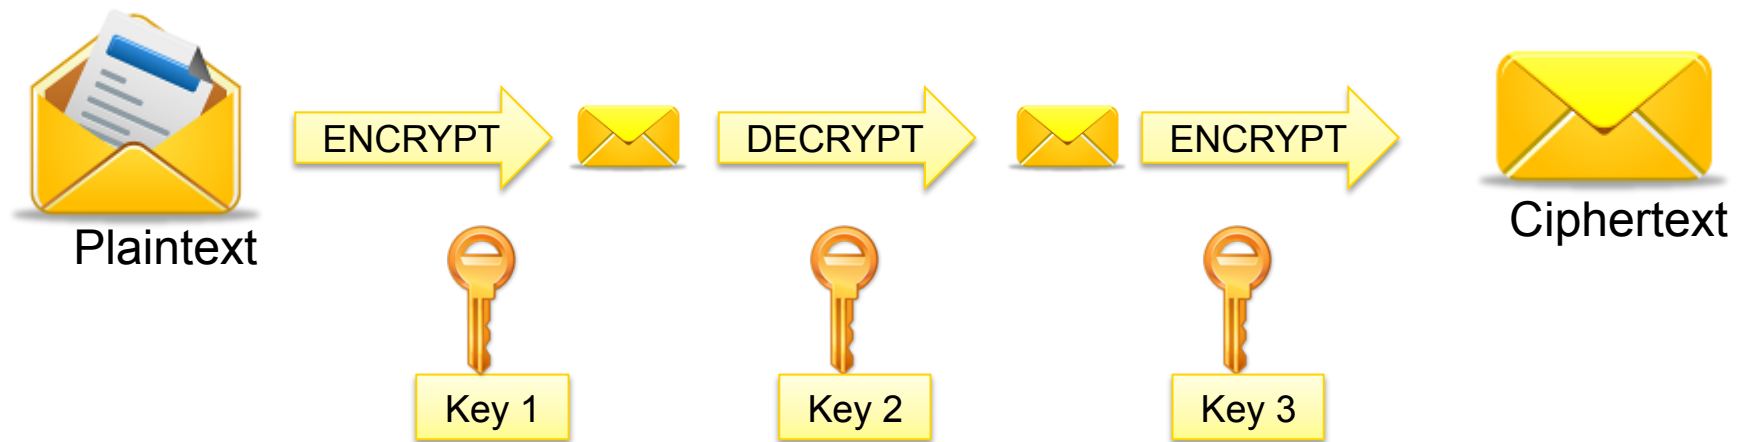 ENCRYPT
DECRYPT
ENCRYPT
Plaintext
Ciphertext
Key 1
Key 2
Key 3